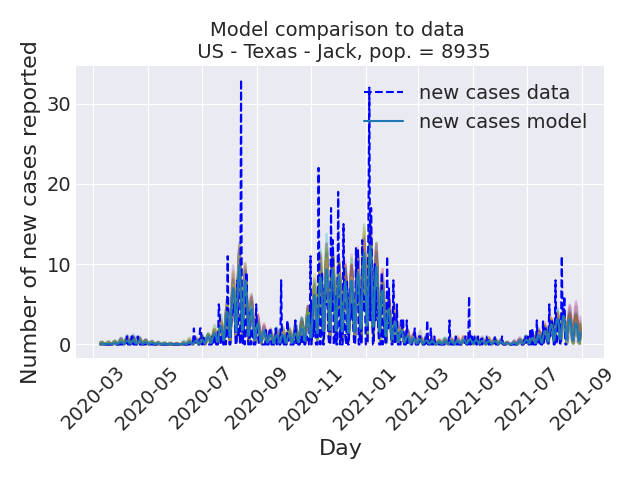 Model comparison to data
US - Texas - Jack, pop. = 8935
Number of new cases reported
30
20
10
0
new cases data
new cases model
2020-03
2020-05
2020-07
2020-09
2020-11
2021-01
2021-03
2021-05
2021-07
2021-09
Day